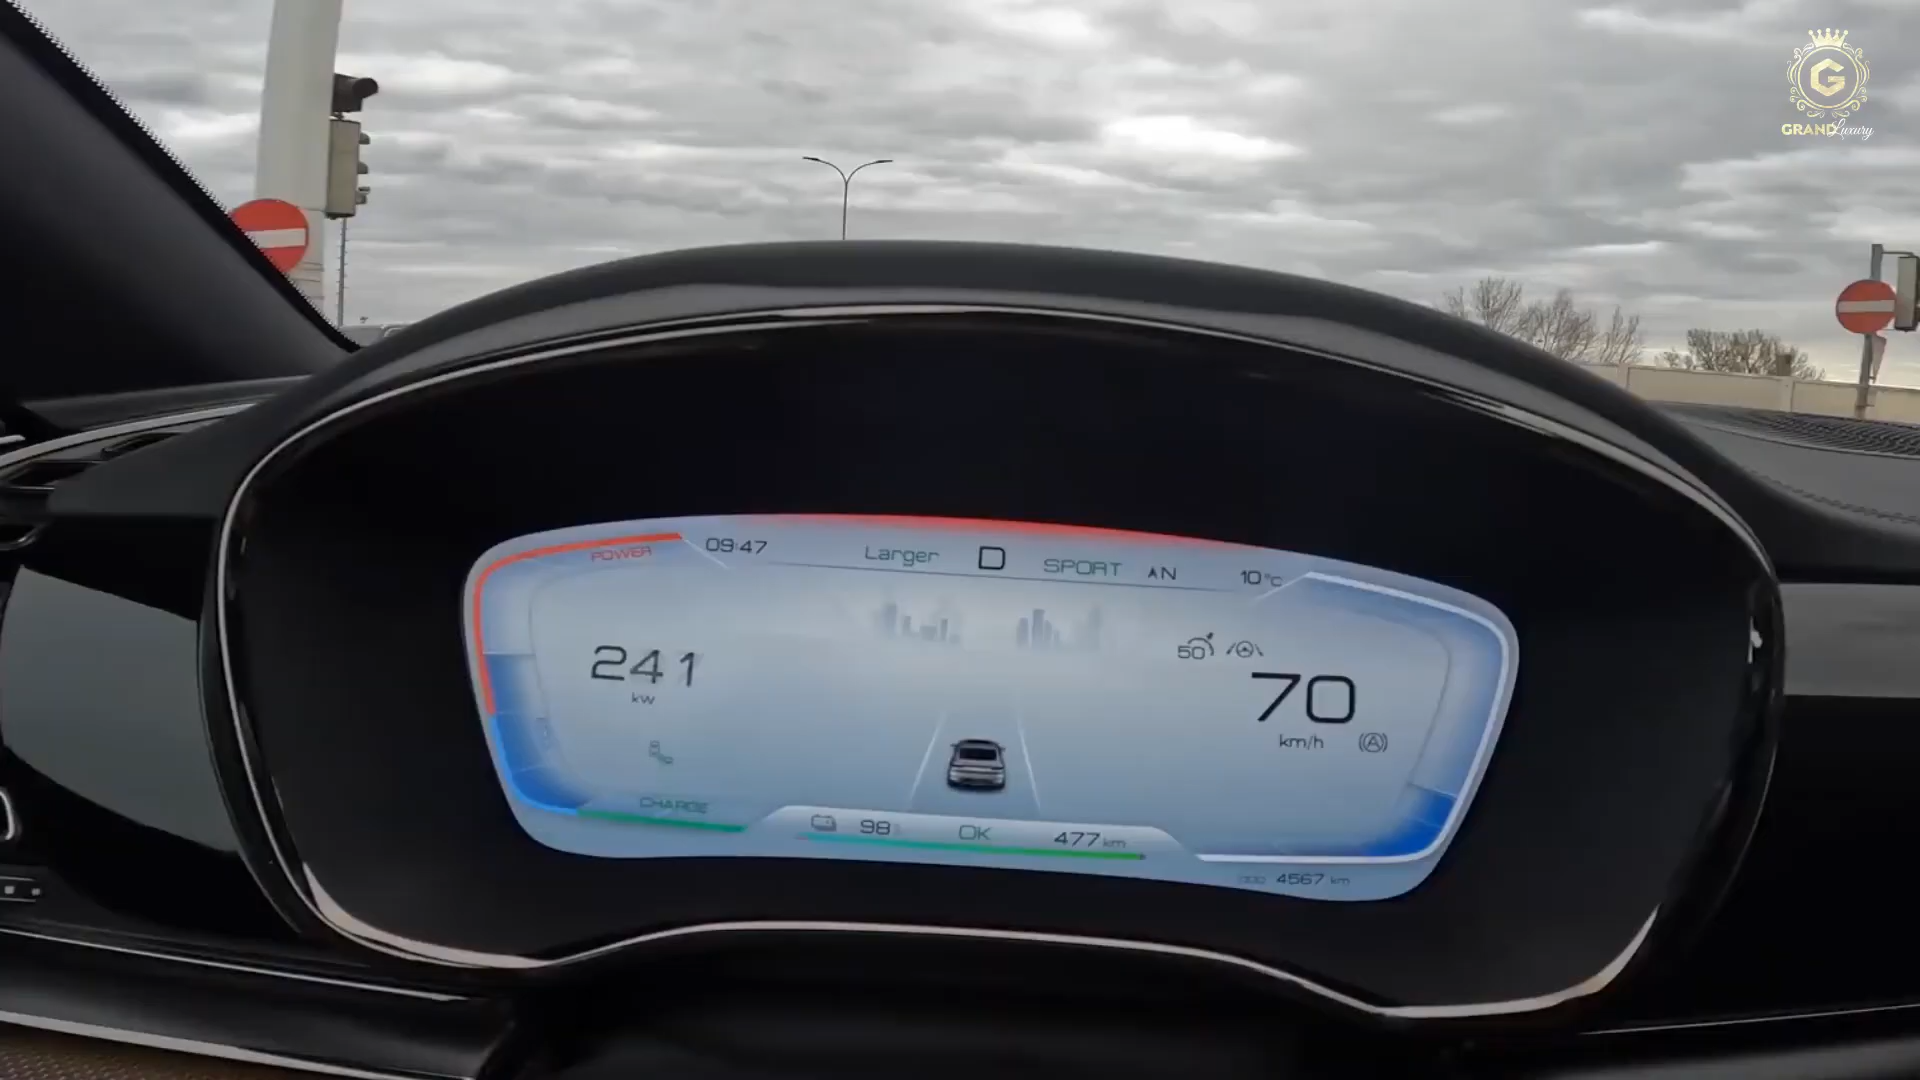 G
GRAND Luxury
POWER
09:47
Larger
D
SPORT
N
10°C
241
kW
50
70
km/h
A
CHARGE
98
OK
477 km
4567 km